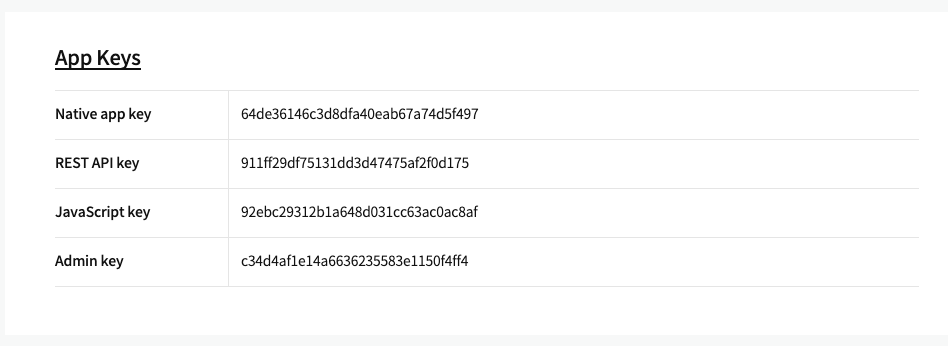 App Keys
Native app key 64de36146c3d8dfa40eab67a74d5f497
REST API key 911ff29df75131dd3d47475af2f0d175
JavaScript key 92ebc29312b1a648d031cc63ac0ac8af
Admin key c34d4af1e14a6636235583e1150f4ff4